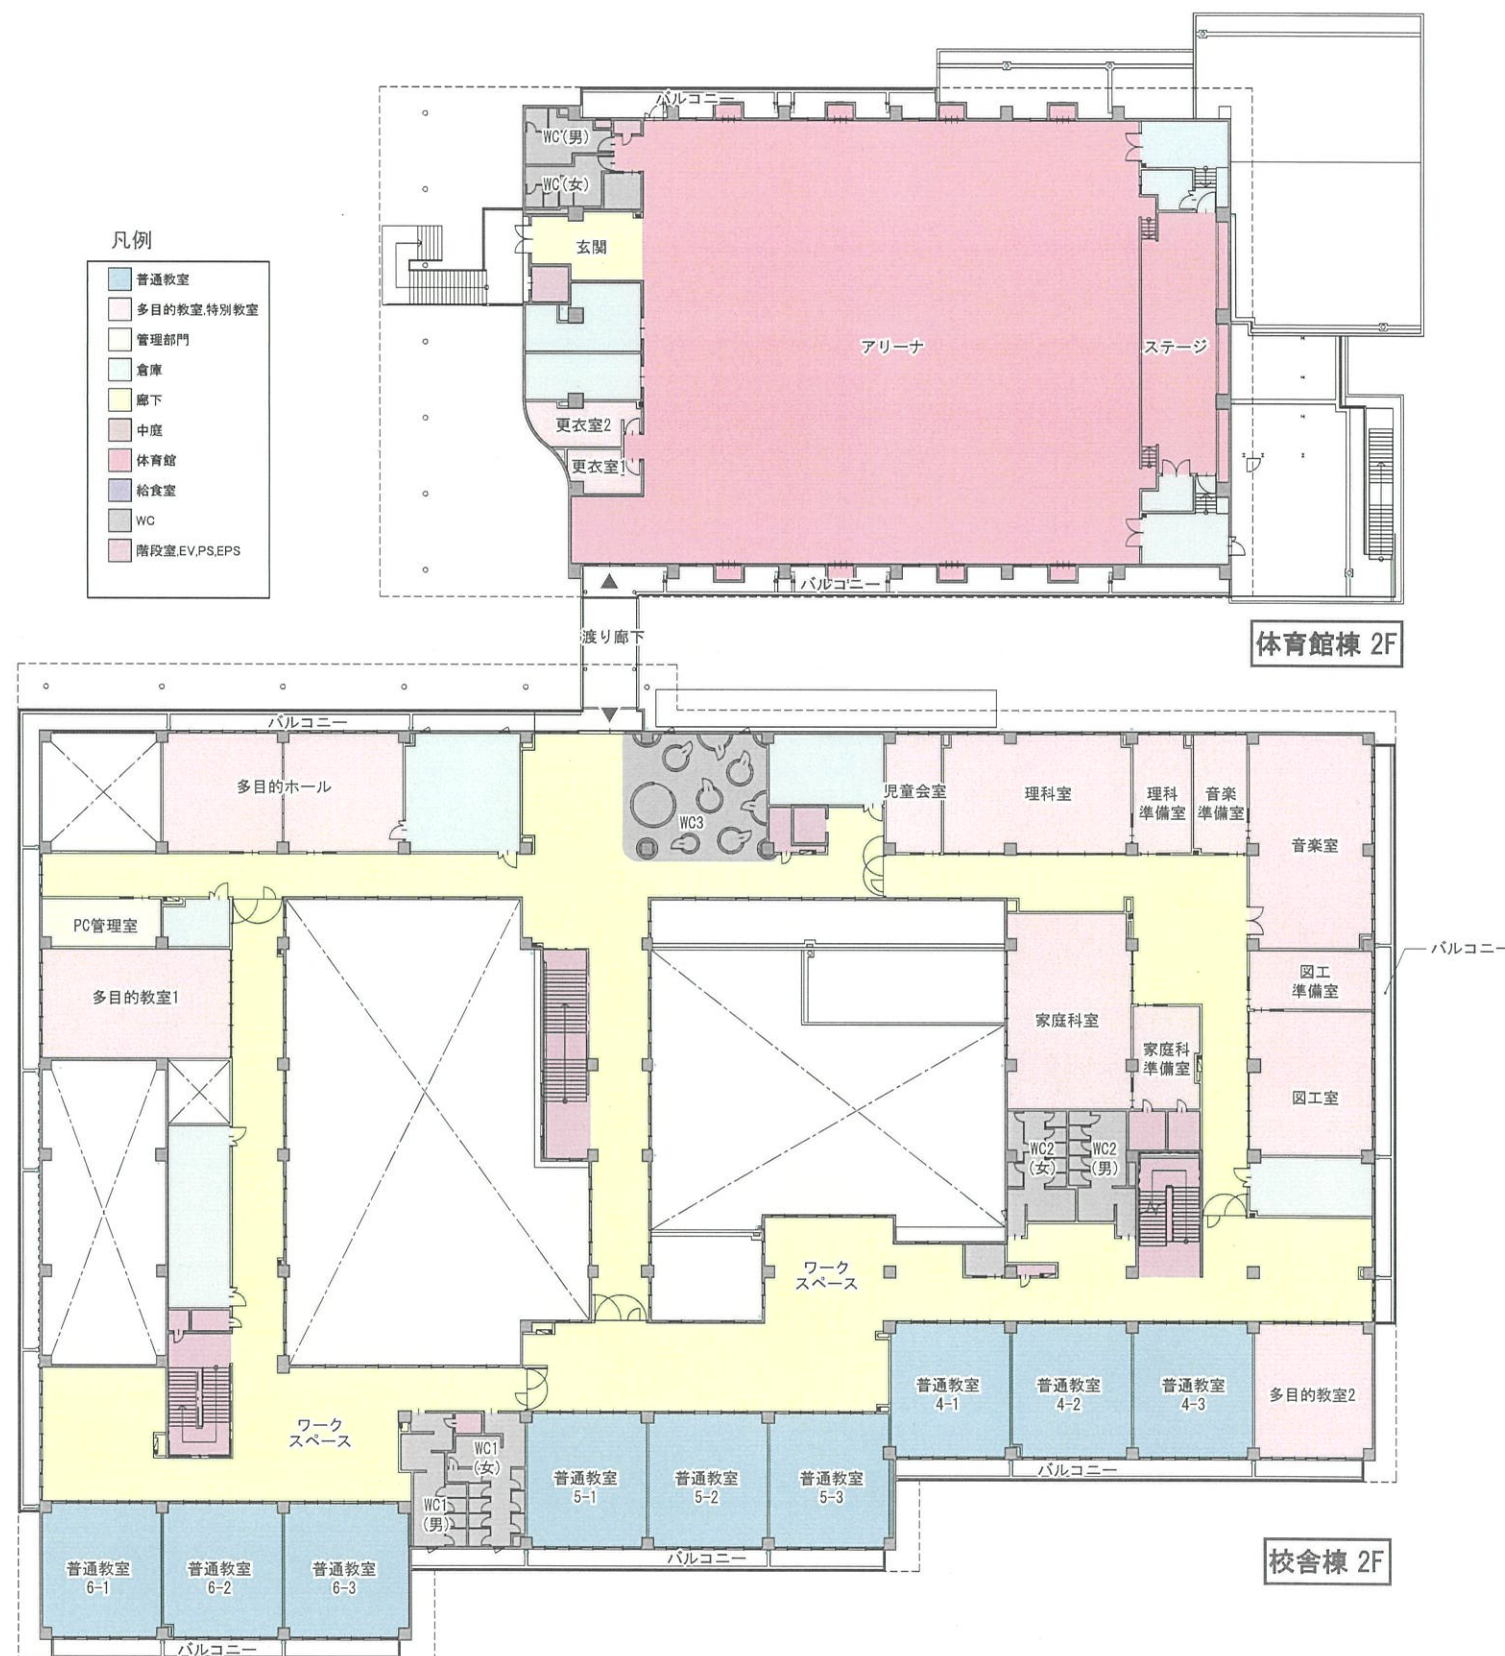 バルコニー
WC(男)
WC(女)
玄関
凡例
普通教室
多目的教室,特別教室
管理部門
倉庫
廊下
中庭
体育館
給食室
WC
階段室,EV,PS,EPS
アリーナ
ステージ
更衣室2
更衣室1
バルコニー
渡り廊下
体育館棟 2F
バルコニー
多目的ホール
WC3
児童会室
理科室
理科
準備室
音楽
準備室
音楽室
PC管理室
バルコニー
多目的教室1
図工
準備室
家庭科室
家庭科
準備室
図工室
WC2
(女)
WC2
(男)
ワーク
スペース
普通教室
4-1
普通教室
4-2
普通教室
4-3
多目的教室2
ワーク
スペース
WC1
(女)
WC1
(男)
普通教室
5-1
普通教室
5-2
普通教室
5-3
バルコニー
バルコニー
普通教室
6-1
普通教室
6-2
普通教室
6-3
バルコニー
校舎棟 2F